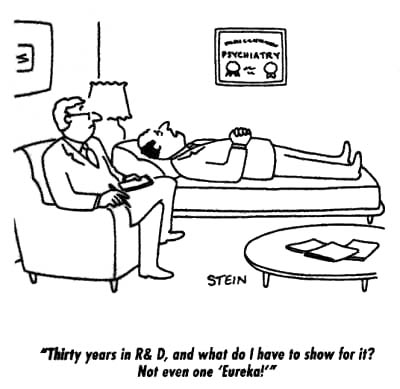 PSYCHIATRY
STEIN
"Thirty years in R& D, and what do I have to show for it?
Not even one 'Eureka!'"